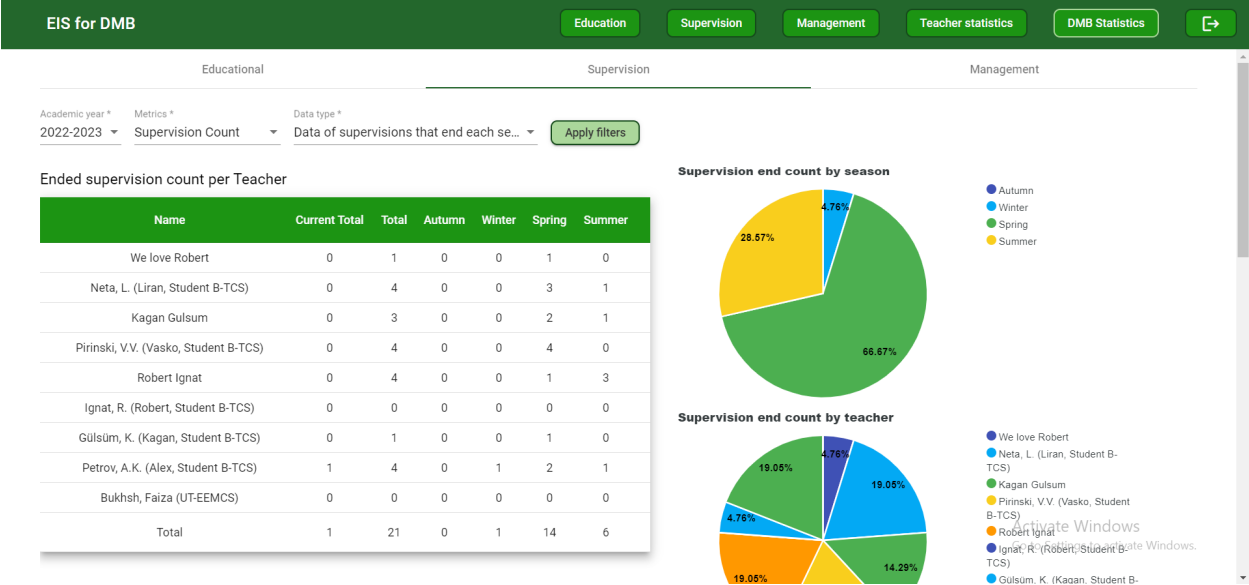 EIS for DMB
Education
Supervision
Management
Teacher statistics
DMB Statistics
Educational
Supervision
Management
Academic year *
Metrics *
Data type *
2022-2023
Supervision Count
Data of supervisions that end each se...
Apply filters
Ended supervision count per Teacher
Name Current Total Total Autumn Winter Spring Summer
We love Robert 0 1 0 0 1 0
Neta, L. (Liran, Student B-TCS) 0 4 0 0 3 1
Kagan Gulsum 0 3 0 0 2 1
Pirinski, V.V. (Vasko, Student B-TCS) 0 4 0 0 4 0
Robert Ignat 0 4 0 0 1 3
Ignat, R. (Robert, Student B-TCS) 0 0 0 0 0 0
Gülsüm, K. (Kagan, Student B-TCS) 0 1 0 0 1 0
Petrov, A.K. (Alex, Student B-TCS) 1 4 0 1 2 1
Bukhsh, Faiza (UT-EEMCS) 0 0 0 0 0 0
Total 1 21 0 1 14 6
Supervision end count by season
4.76%
28.57%
66.67%
Autumn
Winter
Spring
Summer
Supervision end count by teacher
4.76%
19.05%
19.05%
4.76%
14.29%
19.05%
We love Robert
Neta, L. (Liran, Student B-
TCS)
Kagan Gulsum
Pirinski, V.V. (Vasko, Student
B-TCS)
Robert Ignat
Ignat, R. (Robert, Student B-
TCS)
Gülsüm, K. (Kagan, Student B-
Activate Windows
Go to Settings to activate Windows.